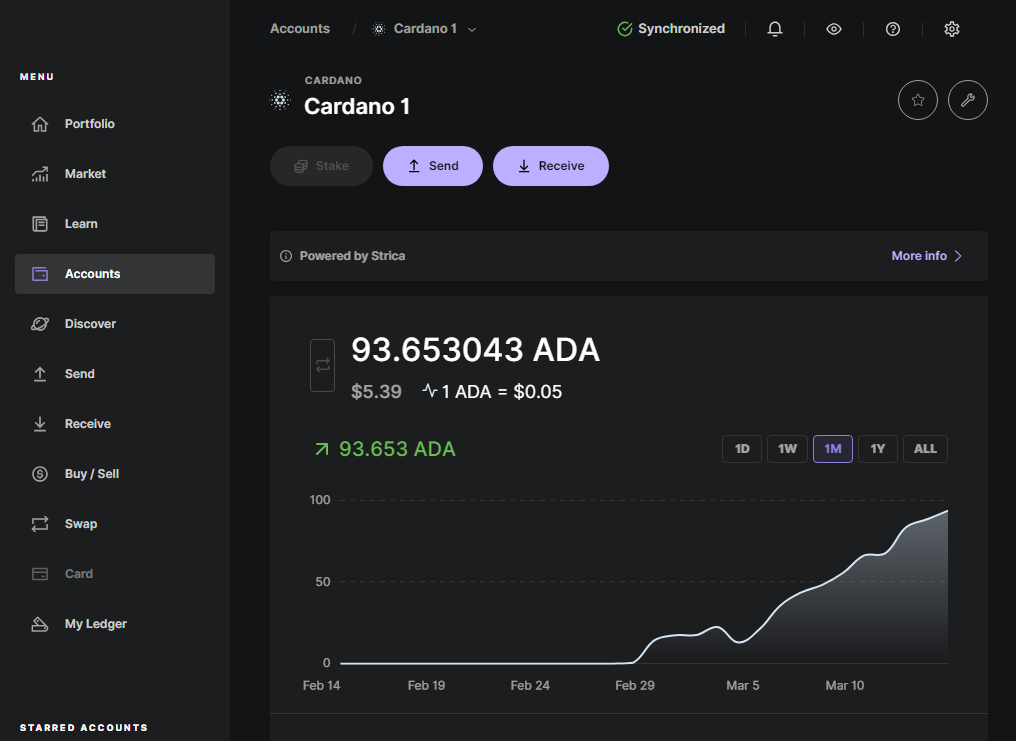 MENU
Portfolio
Market
Learn
Accounts
Discover
Send
Receive
Buy / Sell
Swap
Card
My Ledger
STARRED ACCOUNTS
Accounts / Cardano 1
Synchronized
CARDANO
Cardano 1
Stake
Send
Receive
Powered by Strica
More info
93.653043 ADA
$5.39 1 ADA = $0.05
93.653 ADA
1D 1W 1M 1Y ALL
100
50
0
Feb 14 Feb 19 Feb 24 Feb 29 Mar 5 Mar 10